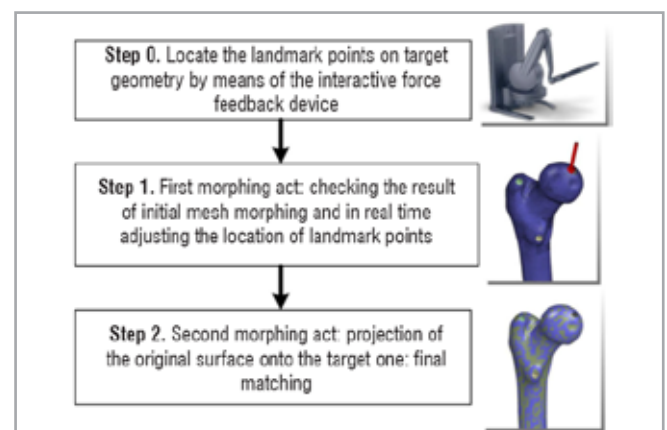 Step 0. Locate the landmark points on target
geometry by means of the interactive force
feedback device
Step 1. First morphing act: checking the result
of initial mesh morphing and in real time
adjusting the location of landmark points
Step 2. Second morphing act: projection of
the original surface onto the target one: final
matching